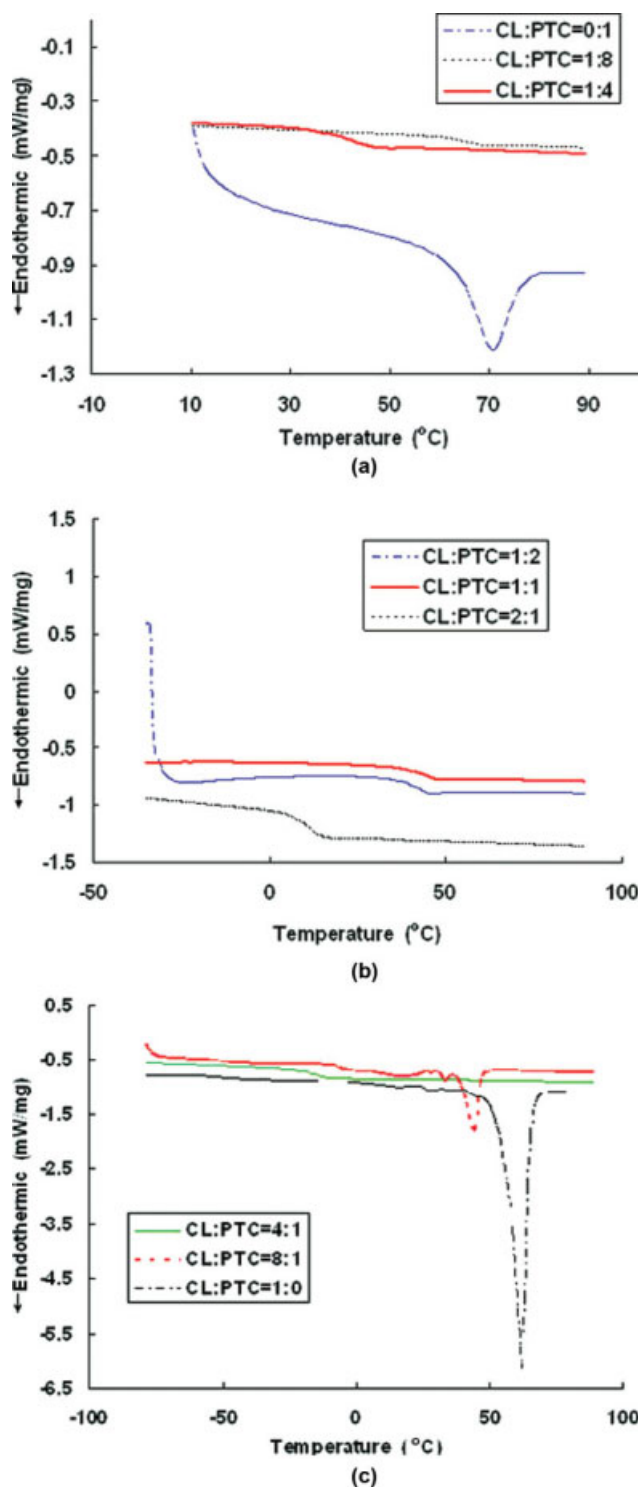 -0.1
-0.3
-0.5
-0.7
-0.9
-1.1
-1.3
←Endothermic (mW/mg)
CL:PTC=0:1
CL:PTC=1:8
CL:PTC=1:4
-10 10 30 50 70 90
Temperature (°C)
(a)
1.5
1
0.5
0
-0.5
-1
-1.5
←Endothermic (mW/mg)
CL:PTC=1:2
CL:PTC=1:1
CL:PTC=2:1
-50 0 50 100
Temperature (°C)
(b)
0.5
-0.5
-1.5
-2.5
-3.5
-4.5
-5.5
-6.5
←Endothermic (mW/mg)
CL:PTC=4:1
CL:PTC=8:1
CL:PTC=1:0
-100 -50 0 50 100
Temperature (°C)
(c)